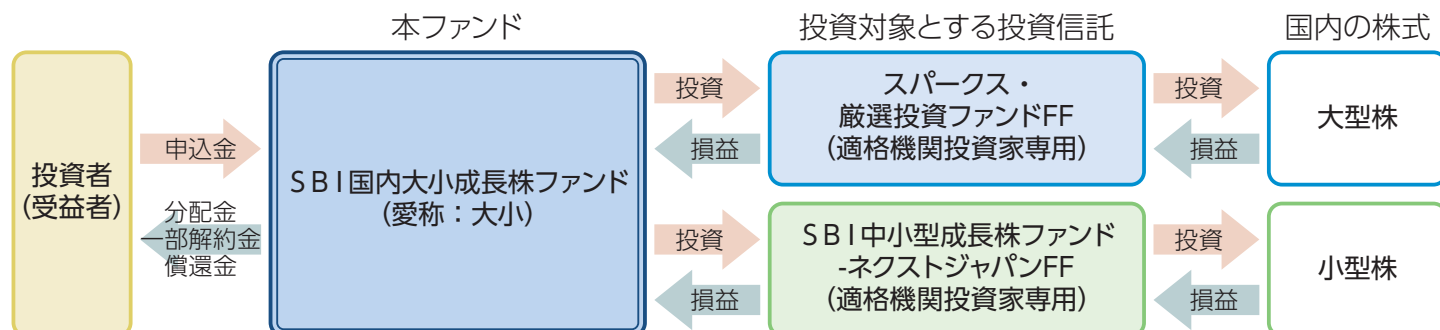 本ファンド
投資対象とする投資信託
国内の株式
投資者
(受益者)
申込金
分配金
一部解約金
償還金
SBI国内大小成長株ファンド
(愛称：大小)
投資
損益
スパークス・
厳選投資ファンドFF
(適格機関投資家専用)
投資
損益
大型株
投資
損益
SBI中小型成長株ファンド
-ネクストジャパンFF
(適格機関投資家専用)
投資
損益
小型株